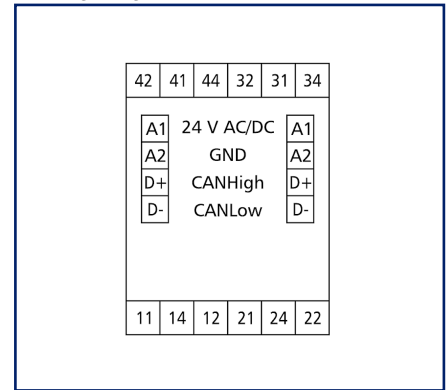 42 41 44 32 31 34
A1 24 V AC/DC A1
A2 GND A2
D+ CANHigh D+
D- CANLow D-
11 14 12 21 24 22